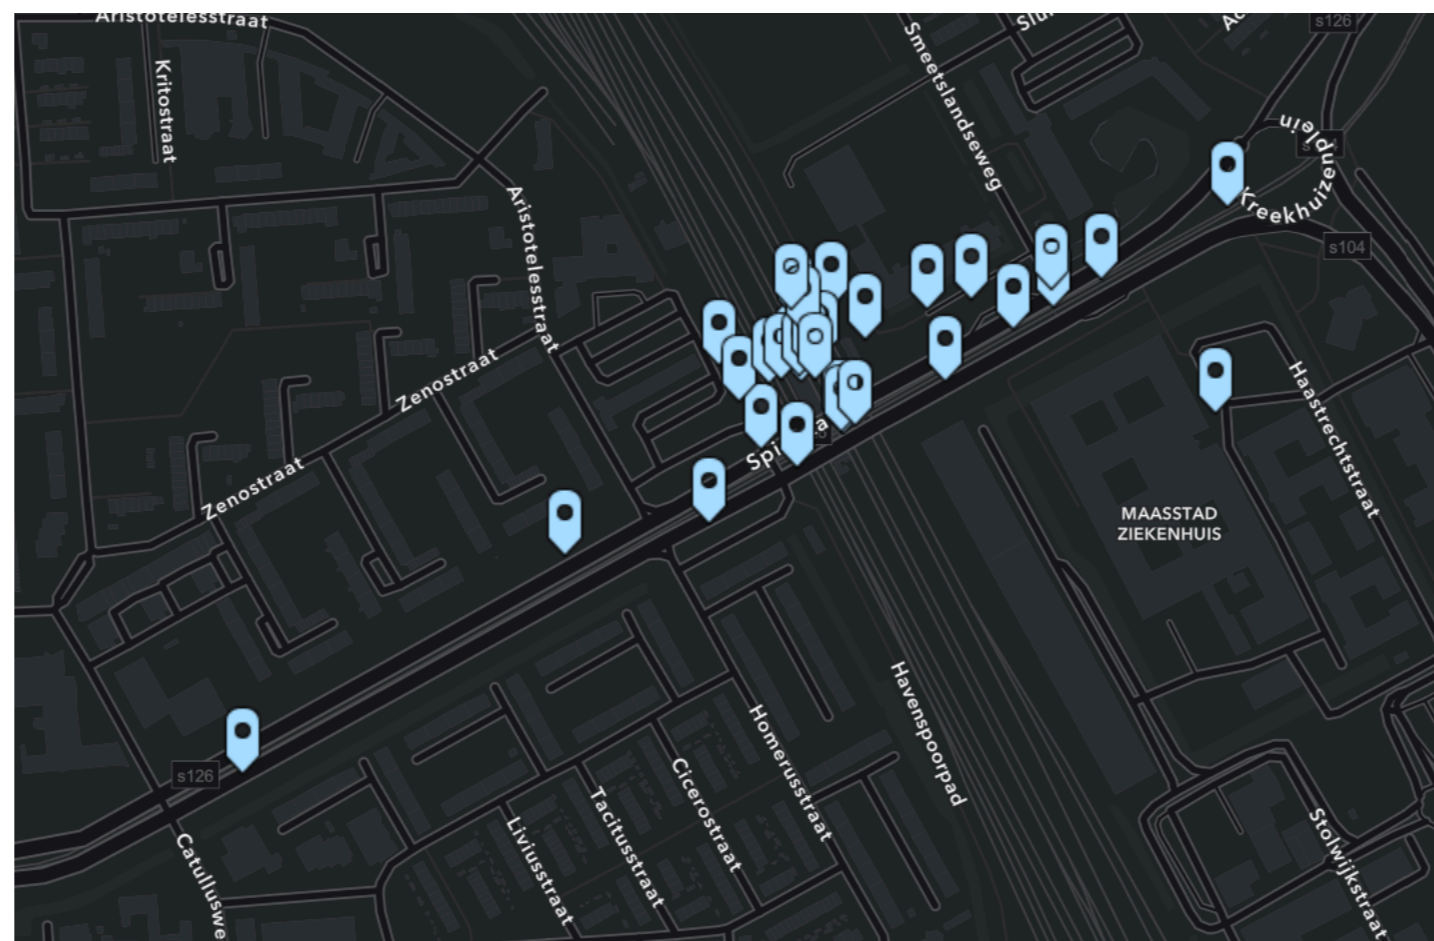 Aristotelesstraat
s126
Kritostraat
Smeetslandseweg
Kreekhuizenplein
Aristotelesstraat
s104
Zenostraat
Haastrechtstraat
Zenostraat
MAASSTAD
ZIEKENHUIS
Havenspoorpad
Homerusstraat
s126
Cicerostraat
Tacitusstraat
Liviusstraat
Stolwijkstraat
Catulluswe